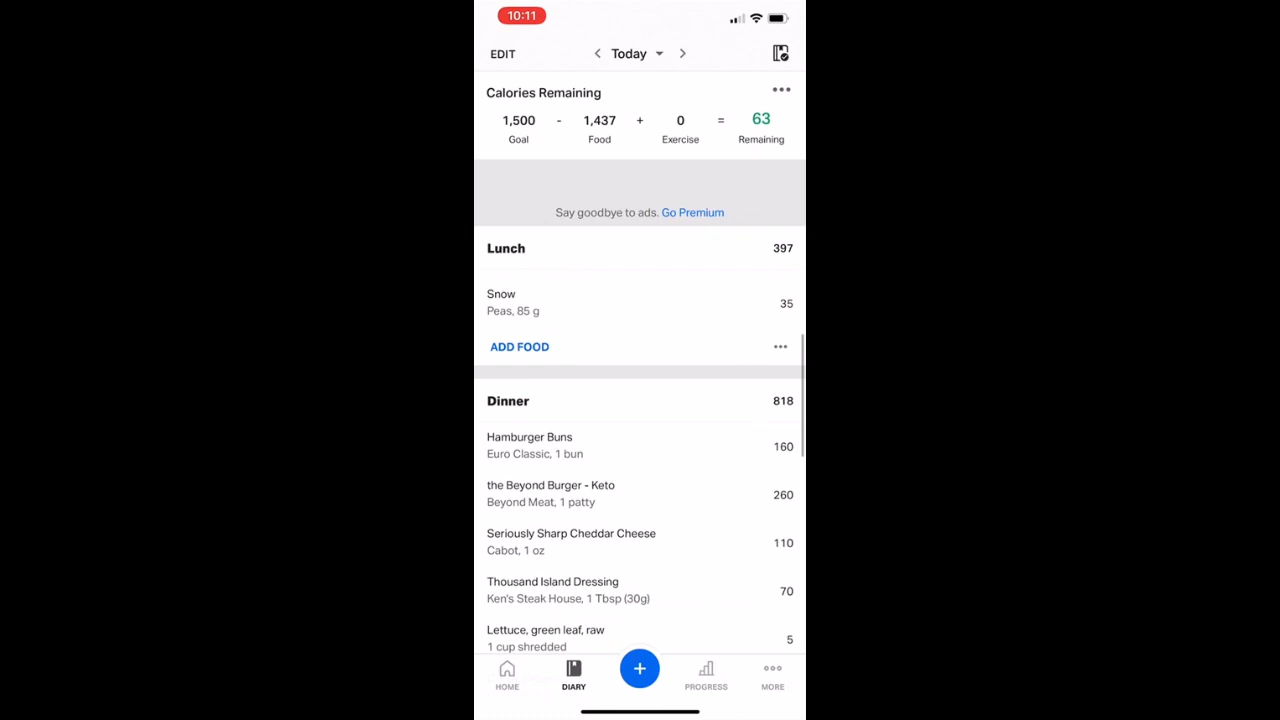 10:11
EDIT
Today
Calories Remaining
1,500 - 1,437 + 0 = 63
Goal Food Exercise Remaining
Say goodbye to ads. Go Premium
Lunch 397
Snow
Peas, 85 g 35
ADD FOOD
Dinner 818
Hamburger Buns
Euro Classic, 1 bun 160
the Beyond Burger - Keto
Beyond Meat, 1 patty 260
Seriously Sharp Cheddar Cheese
Cabot, 1 oz 110
Thousand Island Dressing
Ken's Steak House, 1 Tbsp (30g) 70
Lettuce, green leaf, raw
1 cup shredded 5
HOME DIARY + PROGRESS MORE